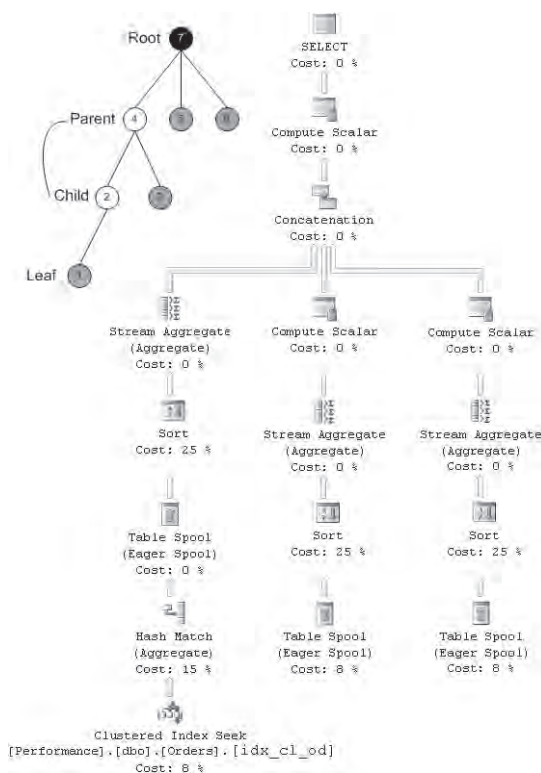 Root 7
Parent 4
Child 2
Leaf
SELECT
Cost: 0 %
Compute Scalar
Cost: 0 %
Concatenation
Cost: 0 %
Stream Aggregate
(Aggregate)
Cost: 0 %
Sort
Cost: 25 %
Table Spool
(Eager Spool)
Cost: 0 %
Hash Match
(Aggregate)
Cost: 15 %
Clustered Index Seek
[Performance].[dbo].[Orders].[idx_cl_od]
Cost: 8 %
Compute Scalar
Cost: 0 %
Stream Aggregate
(Aggregate)
Cost: 0 %
Sort
Cost: 25 %
Table Spool
(Eager Spool)
Cost: 8 %
Compute Scalar
Cost: 0 %
Stream Aggregate
(Aggregate)
Cost: 0 %
Sort
Cost: 25 %
Table Spool
(Eager Spool)
Cost: 8 %